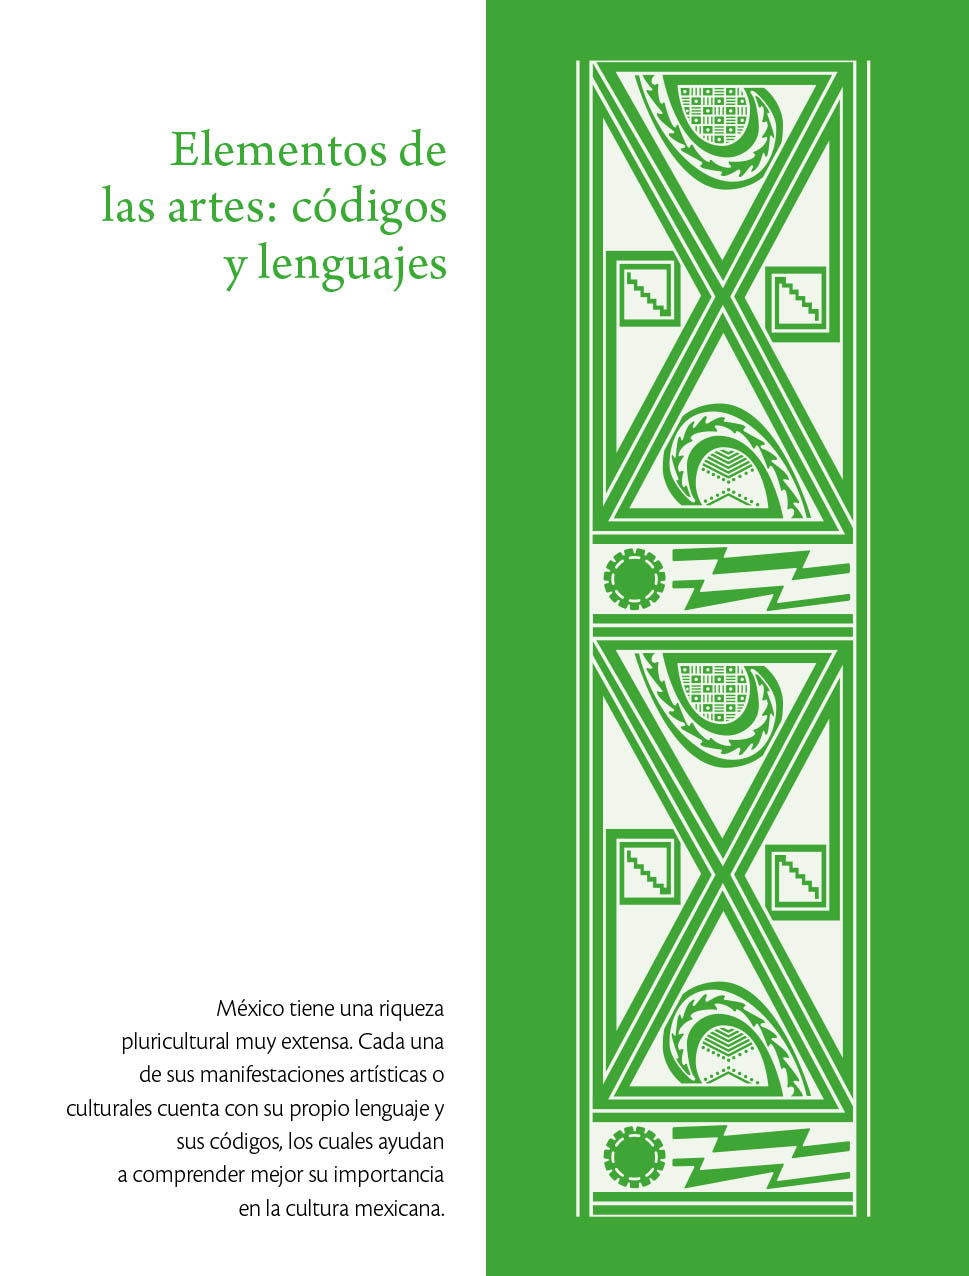 Elementos de
las artes: códigos
y lenguajes
México tiene una riqueza
pluricultural muy extensa. Cada una
de sus manifestaciones artísticas o
culturales cuenta con su propio lenguaje y
sus códigos, los cuales ayudan
a comprender mejor su importancia
en la cultura mexicana.